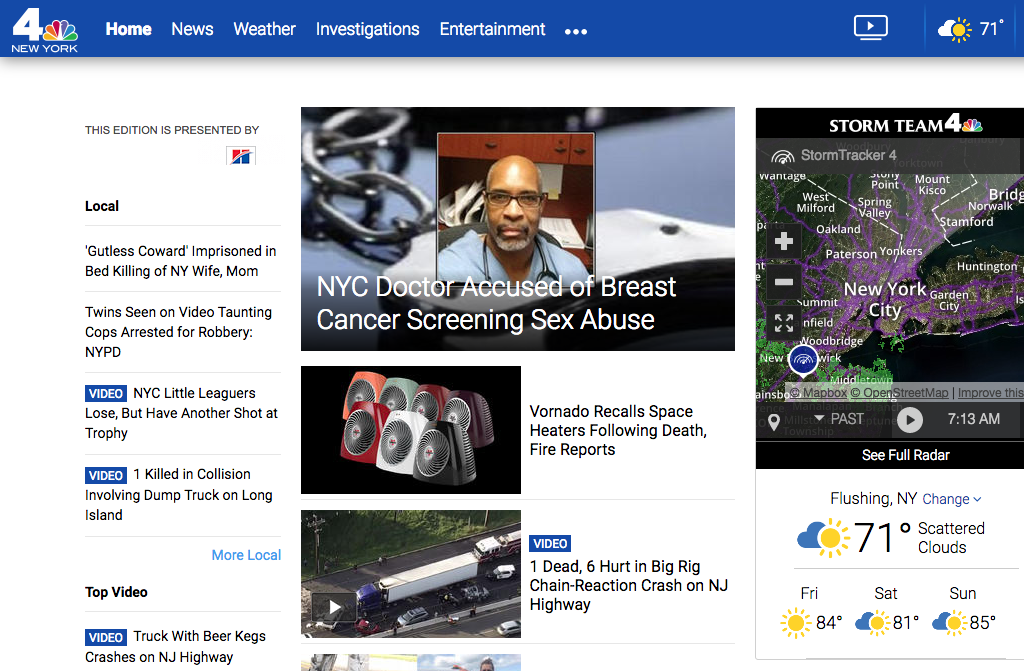 4
NEW YORK
Home
News
Weather
Investigations
Entertainment
71°
THIS EDITION IS PRESENTED BY
Local
'Gutless Coward' Imprisoned in
Bed Killing of NY Wife, Mom
Twins Seen on Video Taunting
Cops Arrested for Robbery:
NYPD
VIDEO NYC Little Leaguers
Lose, But Have Another Shot at
Trophy
VIDEO 1 Killed in Collision
Involving Dump Truck on Long
Island
More Local
Top Video
VIDEO Truck With Beer Kegs
Crashes on NJ Highway
NYC Doctor Accused of Breast
Cancer Screening Sex Abuse
Vornado Recalls Space
Heaters Following Death,
Fire Reports
VIDEO
1 Dead, 6 Hurt in Big Rig
Chain-Reaction Crash on NJ
Highway
STORM TEAM 4
StormTracker 4
Yorktown
wantage
Stony
Point
Mount
Kisco
Bridg
Norwalk
West
Milford
Spring
Valley
Stamford
Oakland
Paterson
Yonkers
Huntington
New York
City
Garden
City
Summit
nfield
Woodbridge
New
wick
Middletown
ainsbo
© Mapbox © OpenStreetMap | Improve this
PAST
7:13 AM
Township
See Full Radar
Flushing, NY Change
71° Scattered
Clouds
Fri
Sat
Sun
84°
81°
85°